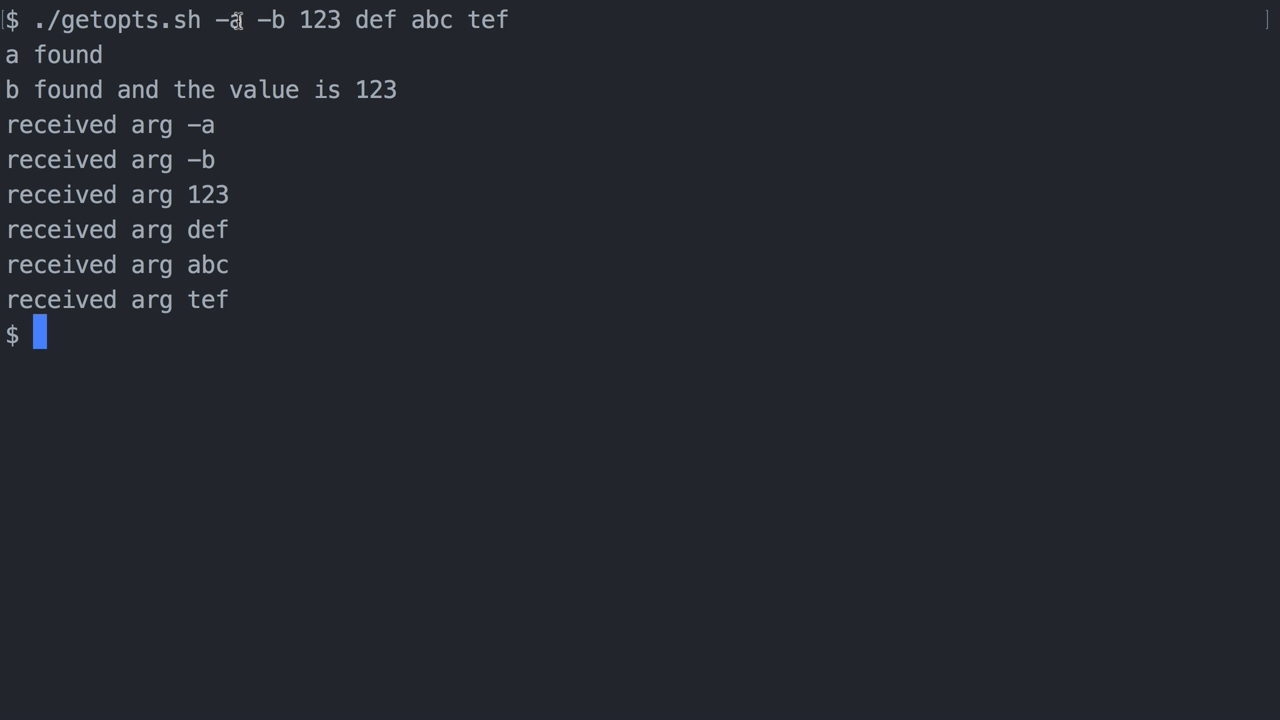 $ ./getopts.sh -a -b 123 def abc tef
a found
b found and the value is 123
received arg -a
received arg -b
received arg 123
received arg def
received arg abc
received arg tef
$